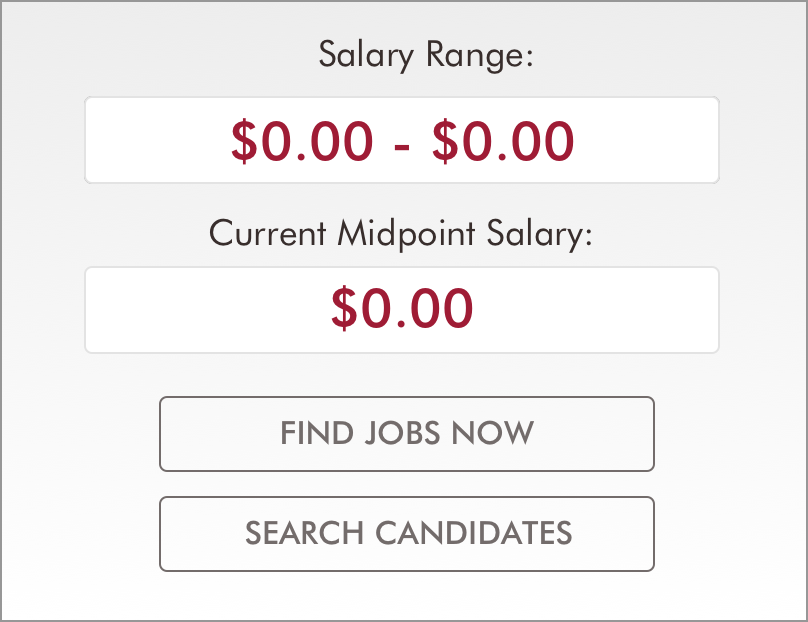 Salary Range:
$0.00 - $0.00
Current Midpoint Salary:
$0.00
FIND JOBS NOW
SEARCH CANDIDATES